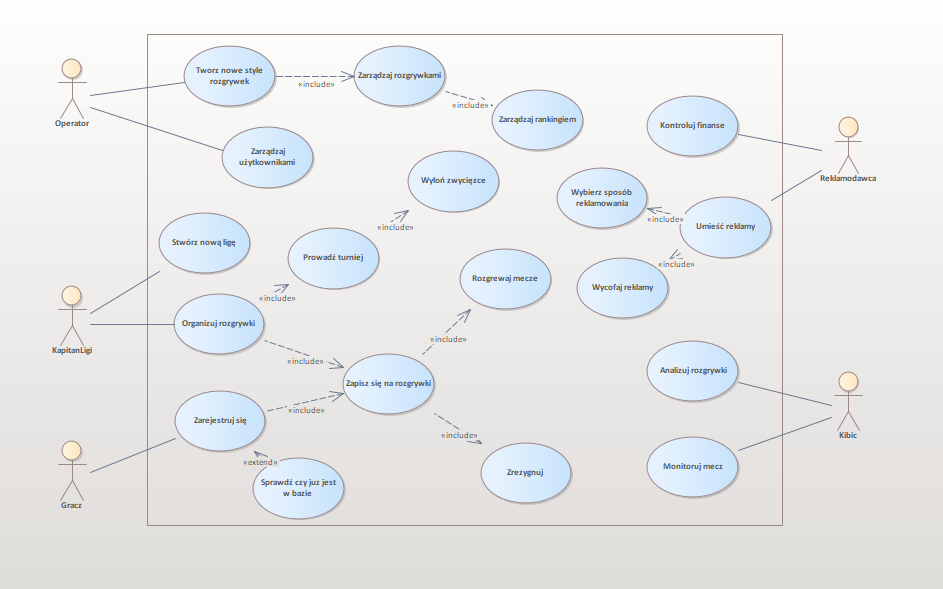 Tworz nowe style
rozgrywek
«include»
Zarządzaj rozgrywkami
«include»
Zarządzaj rankingiem
Operator
Zarządzaj
użytkownikami
Kontroluj finanse
Reklamodawca
Wyłoń zwycięzce
«include»
Wybierz sposób
reklamowania
«include»
Umieść reklamy
«include»
Wycofaj reklamy
Stwórz nową ligę
Prowadź turniej
«include»
Rozgrewaj mecze
«include»
KapitanLigi
Organizuj rozgrywki
«include»
Zapisz się na rozgrywki
«include»
Zarejestruj się
«include»
Zrezygnuj
«extend»
Sprawdź czy juz jest
w bazie
Gracz
Analizuj rozgrywki
Kibic
Monitoruj mecz